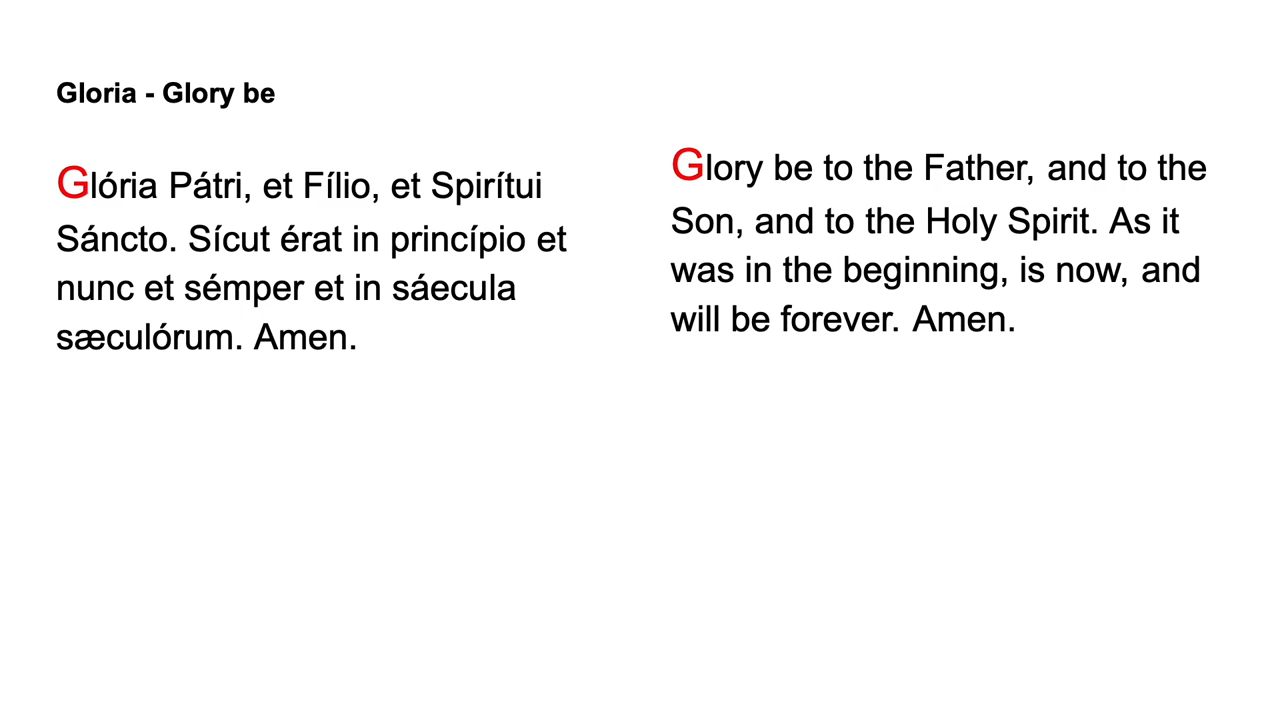 Gloria - Glory be
Glória Pátri, et Fílio, et Spirítui
Sáncto. Sícut érat in princípio et
nunc et sémper et in sáecula
sæculórum. Amen.
Glory be to the Father, and to the
Son, and to the Holy Spirit. As it
was in the beginning, is now, and
will be forever. Amen.